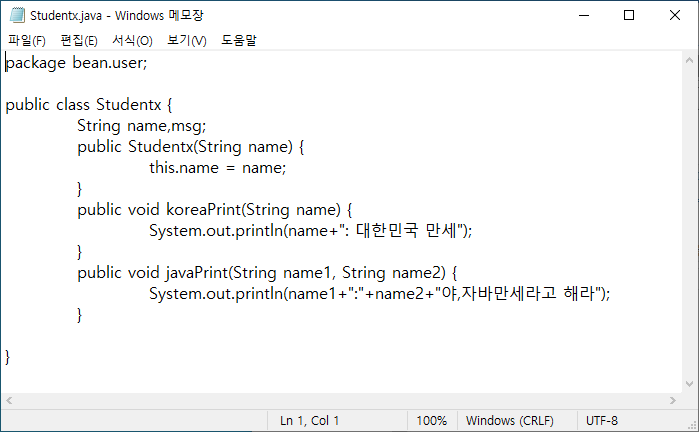 Studentx.java - Windows 메모장
파일(F) 편집(E) 서식(O) 보기(V) 도움말
package bean.user;
public class Studentx {
String name,msg;
public Studentx(String name) {
this.name = name;
}
public void koreaPrint(String name) {
System.out.println(name+": 대한민국 만세");
}
public void javaPrint(String name1, String name2) {
System.out.println(name1+":"+name2+"야,자바만세라고 해라");
}
}
Ln 1, Col 1 100% Windows (CRLF) UTF-8